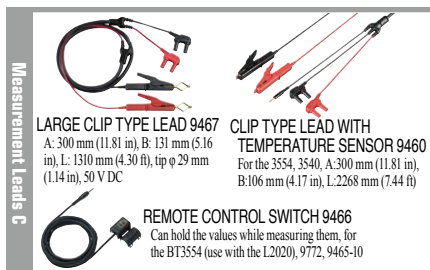 Measurement Leads C
LARGE CLIP TYPE LEAD 9467
A: 300 mm (11.81 in), B: 131 mm (5.16
in), L: 1310 mm (4.30 ft), tip φ 29 mm
(1.14 in), 50 V DC
CLIP TYPE LEAD WITH
TEMPERATURE SENSOR 9460
For the 3554, 3540, A:300 mm (11.81 in),
B:106 mm (4.17 in), L:2268 mm (7.44 ft)
REMOTE CONTROL SWITCH 9466
Can hold the values while measuring them, for
the BT3554 (use with the L2020), 9772, 9465-10